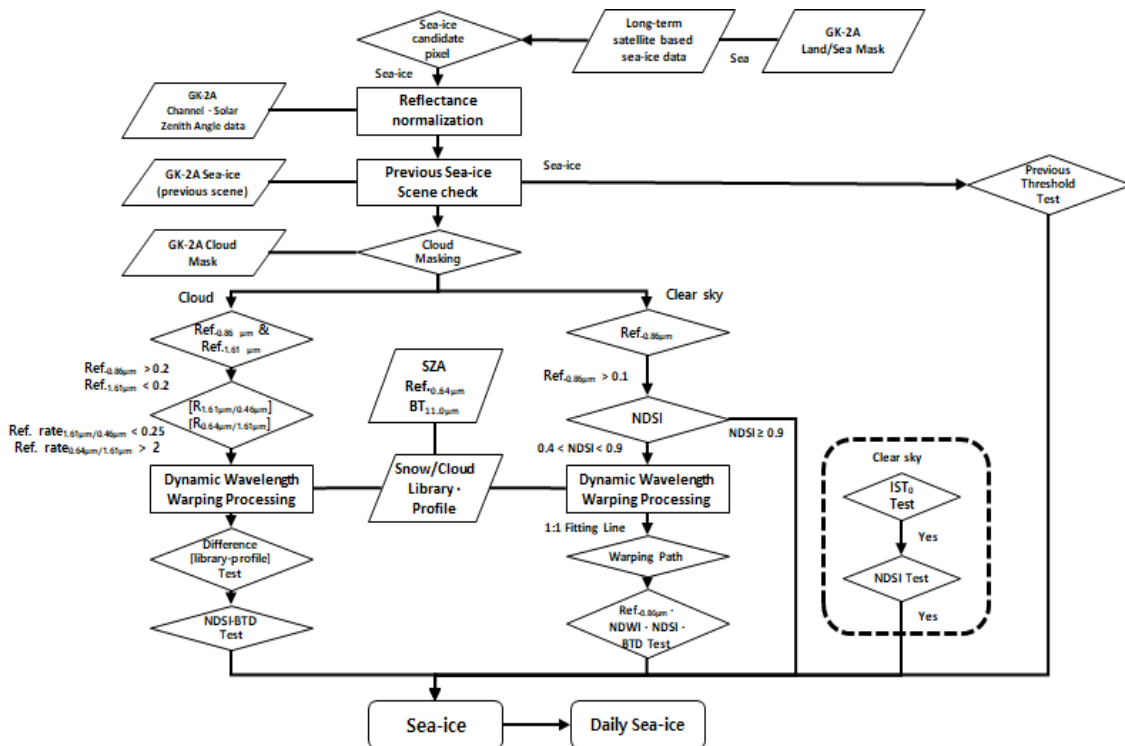 Sea-ice
candidate
pixel
Long-term
satellite based
sea-ice data
Sea
GK-2A
Land/Sea Mask
Sea-ice
GK-2A
Channel · Solar
Zenith Angle data
Reflectance
normalization
GK-2A Sea-ice
(previous scene)
Previous Sea-ice
Scene check
Sea-ice
Previous
Threshold
Test
GK-2A Cloud
Mask
Cloud
Masking
Cloud
Clear sky
Ref.0.86 μm &
Ref.1.61 μm
Ref.0.86μm
Ref.0.86μm > 0.2
Ref.1.61μm < 0.2
SZA
Ref.0.64μm
BT11.0μm
Ref.0.86μm > 0.1
[R1.61μm/0.46μm]
[R0.64μm/1.61μm]
NDSI
NDSI ≥ 0.9
Ref. rate1.61μm/0.46μm < 0.25
Ref. rate0.64μm/1.61μm > 2
0.4 < NDSI < 0.9
Dynamic Wavelength
Warping Processing
Snow/Cloud
Library ·
Profile
Dynamic Wavelength
Warping Processing
Clear sky
IST0
Test
Yes
1:1 Fitting Line
Difference
[library-profile]
Test
Warping Path
NDSI Test
Yes
NDSI·BTD
Test
Ref.0.86μm ·
NDWI · NDSI ·
BTD Test
Sea-ice
Daily Sea-ice